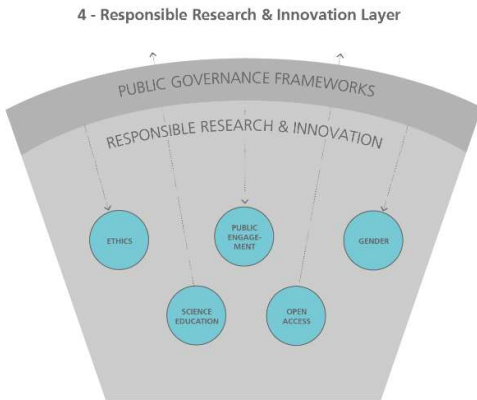 4 - Responsible Research & Innovation Layer
PUBLIC GOVERNANCE FRAMEWORKS
RESPONSIBLE RESEARCH & INNOVATION
ETHICS
PUBLIC
ENGAGE-
MENT
GENDER
SCIENCE
EDUCATION
OPEN
ACCESS